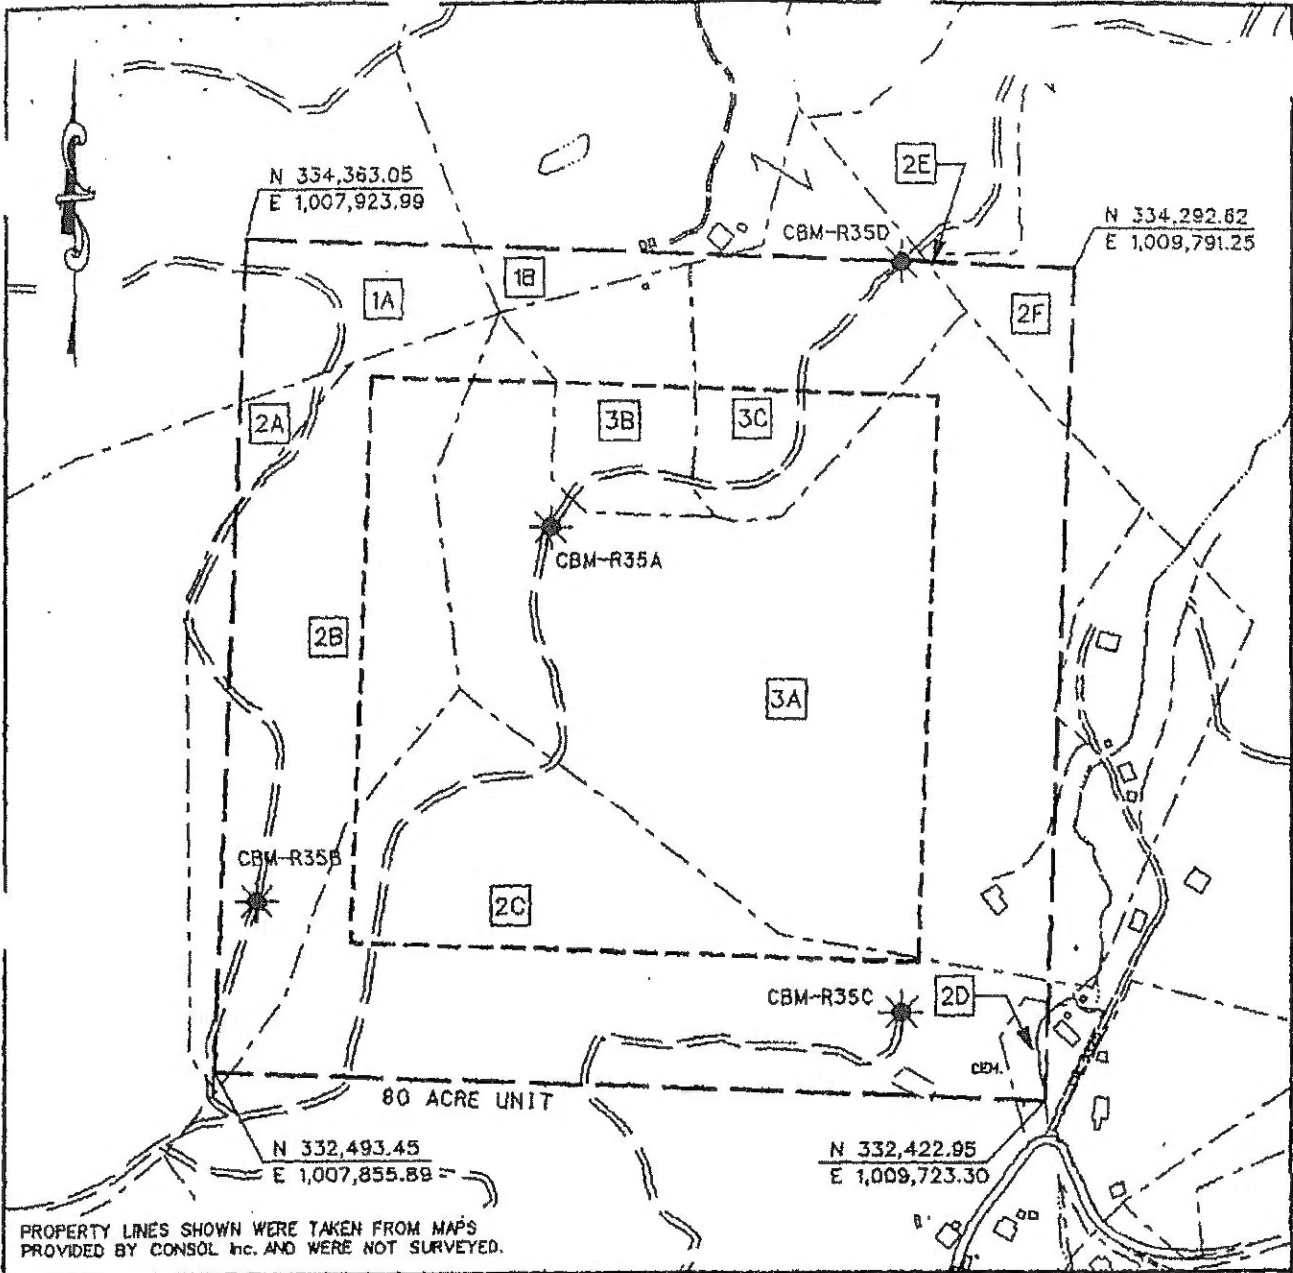 N 334,363.05
E 1,007,923.99
2E
N 334,292.62
E 1,009,791.25
CBM-R35D
1B
1A
2F
2A
3B
3C
CBM-R35A
2B
3A
CBM-R35B
2C
CBM-R35C
2D
CEM.
80 ACRE UNIT
N 332,493.45
E 1,007,855.89
N 332,422.95
E 1,009,723.30
PROPERTY LINES SHOWN WERE TAKEN FROM MAPS
PROVIDED BY CONSOL Inc. AND WERE NOT SURVEYED.